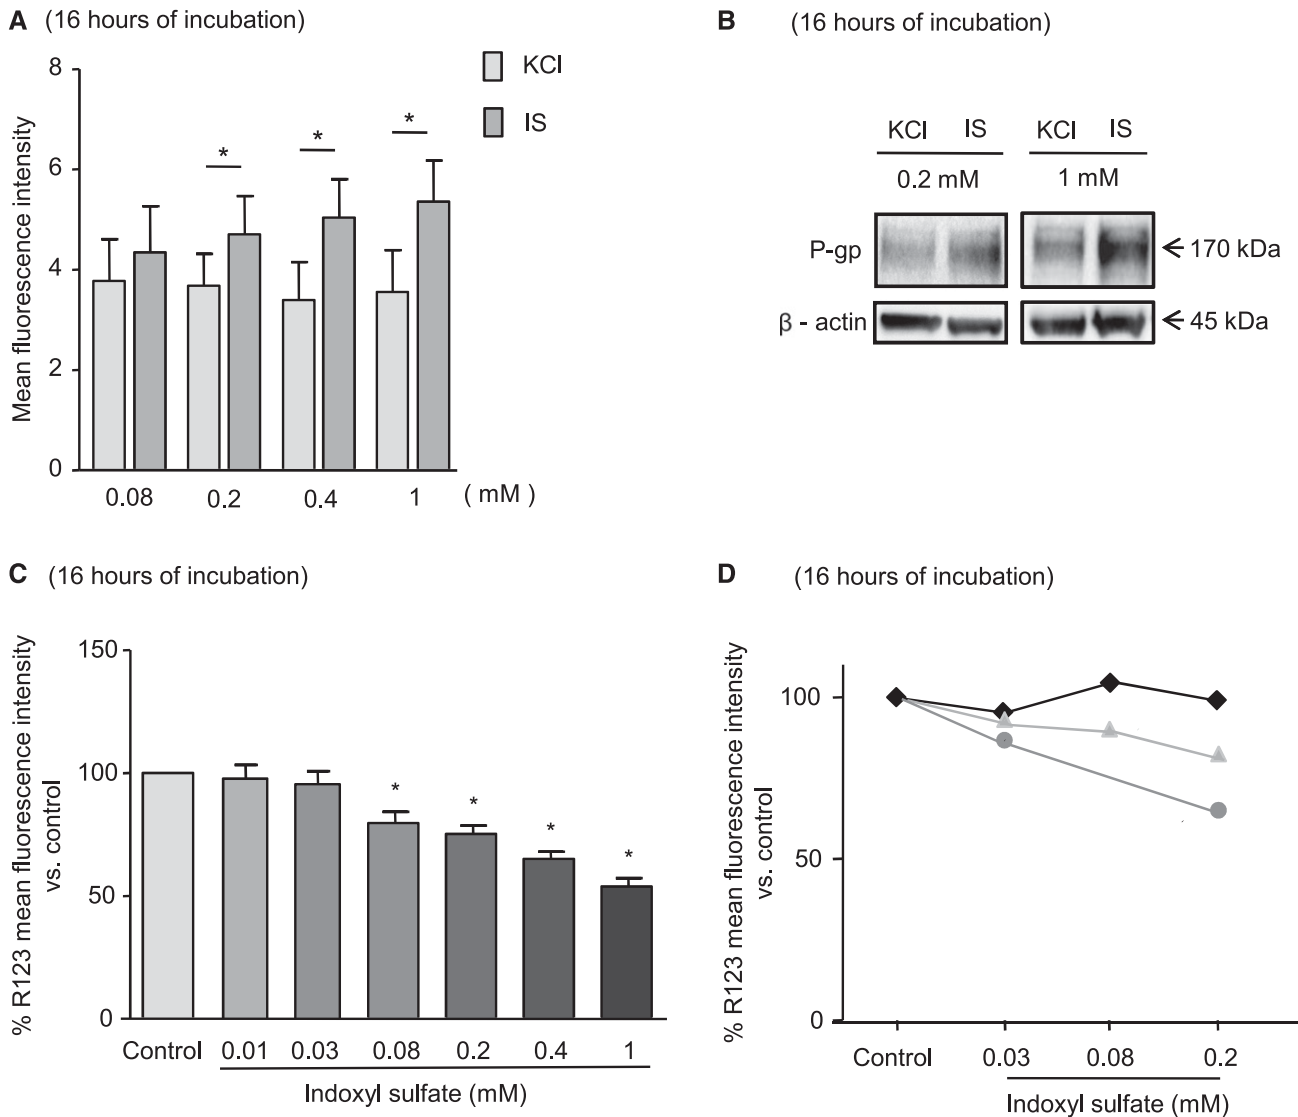 A (16 hours of incubation)
KCl
IS
Mean fluorescence intensity
8
6
4
2
0
* * *
0.08 0.2 0.4 1 ( mM )
B (16 hours of incubation)
KCl IS KCl IS
0.2 mM 1 mM
P-gp 170 kDa
β - actin 45 kDa
C (16 hours of incubation)
% R123 mean fluorescence intensity
vs. control
150
100
50
0
* * * *
Control 0.01 0.03 0.08 0.2 0.4 1
Indoxyl sulfate (mM)
D (16 hours of incubation)
% R123 mean fluorescence intensity
vs. control
100
50
0
Control 0.03 0.08 0.2
Indoxyl sulfate (mM)